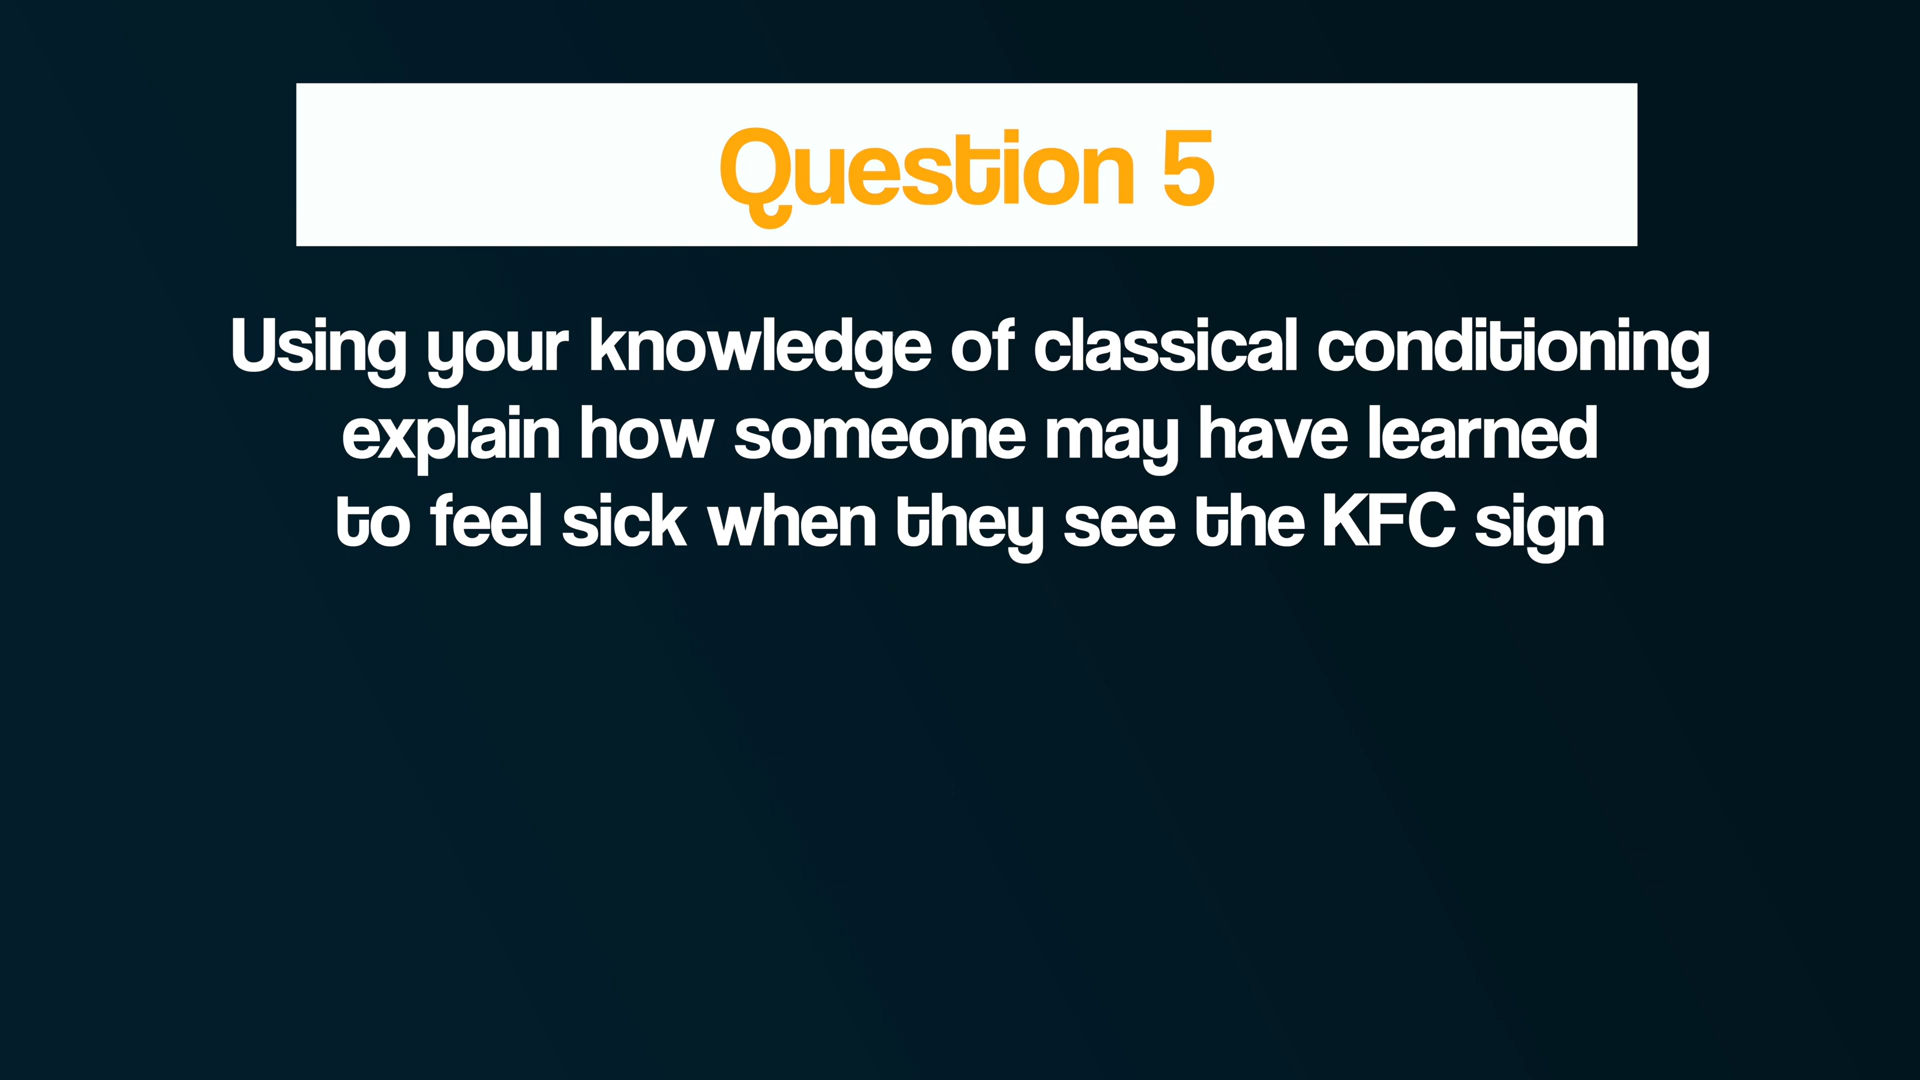 Question 5
Using your knowledge of classical conditioning
explain how someone may have learned
to feel sick when they see the KFC sign